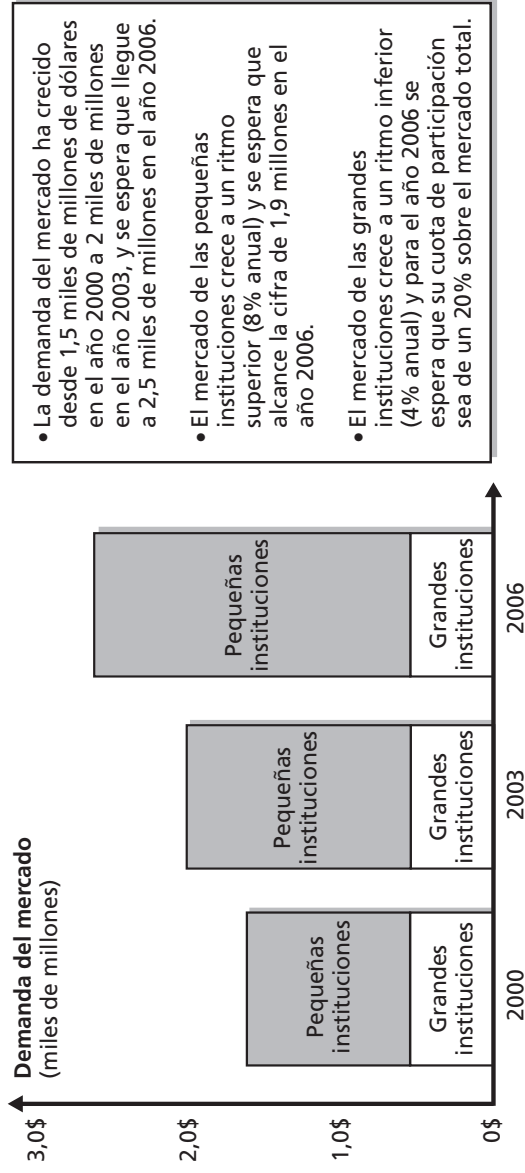 Demanda del mercado
(miles de millones)
3,0$
2,0$
1,0$
0$
Pequeñas
instituciones
Grandes
instituciones
2000
Pequeñas
instituciones
Grandes
instituciones
2003
Pequeñas
instituciones
Grandes
instituciones
2006
• La demanda del mercado ha crecido
desde 1,5 miles de millones de dólares
en el año 2000 a 2 miles de millones
en el año 2003, y se espera que llegue
a 2,5 miles de millones en el año 2006.
• El mercado de las pequeñas
instituciones crece a un ritmo
superior (8% anual) y se espera que
alcance la cifra de 1,9 millones en el
año 2006.
• El mercado de las grandes
instituciones crece a un ritmo inferior
(4% anual) y para el año 2006 se
espera que su cuota de participación
sea de un 20% sobre el mercado total.